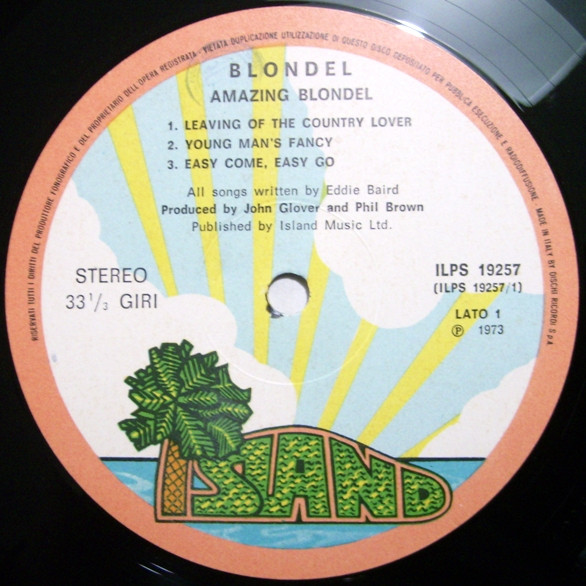 RISERVATI TUTTI I DIRITTI DEL PRODUTTORE FONOGRAFICO E DEL PROPRIETARIO DELL'OPERA REGISTRATA - VIETATA DUPLICAZIONE UTILIZZAZIONE DI QUESTO DISCO DEPOSITATO PER PUBBLICA ESECUZIONE E RADIODIFFUSIONE. MADE IN ITALY BY DISCHI RICORDI S.p.A.
BLONDEL
AMAZING BLONDEL
1. LEAVING OF THE COUNTRY LOVER
2. YOUNG MAN'S FANCY
3. EASY COME, EASY GO
All songs written by Eddie Baird
Produced by John Glover and Phil Brown
Published by Island Music Ltd.
STEREO
33 1/3 GIRI
ILPS 19257
(ILPS 19257/1)
LATO 1
℗ 1973
ISLAND